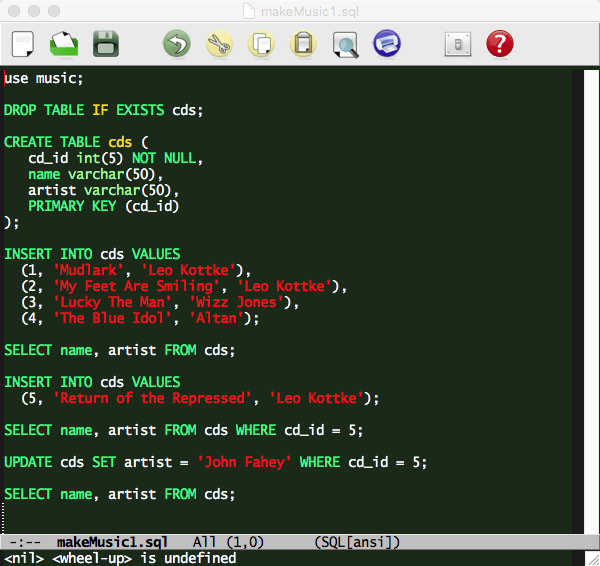 makeMusic1.sql
use music;
DROP TABLE IF EXISTS cds;
CREATE TABLE cds (
   cd_id int(5) NOT NULL,
   name varchar(50),
   artist varchar(50),
   PRIMARY KEY (cd_id)
);
INSERT INTO cds VALUES
  (1, 'Mudlark', 'Leo Kottke'),
  (2, 'My Feet Are Smiling', 'Leo Kottke'),
  (3, 'Lucky The Man', 'Wizz Jones'),
  (4, 'The Blue Idol', 'Altan');
SELECT name, artist FROM cds;
INSERT INTO cds VALUES
  (5, 'Return of the Repressed', 'Leo Kottke');
SELECT name, artist FROM cds WHERE cd_id = 5;
UPDATE cds SET artist = 'John Fahey' WHERE cd_id = 5;
SELECT name, artist FROM cds;
-:--  makeMusic1.sql   All (1,0)      (SQL[ansi])
<nil> <wheel-up> is undefined